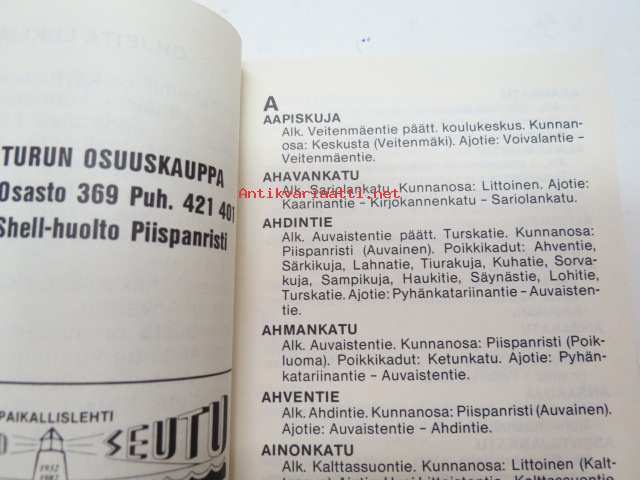 TURUN OSUUSKAUPPA
Osasto 369 Puh. 421 401
Shell-huolto Piispanristi
PAIKALLISLEHTI
SEUTU
1932
1982
A
AAPISKUJA
Alk. Veitenmäentie päätt. koulukeskus. Kunnan-
osa: Keskusta (Veitenmäki). Ajotie: Voivalantie –
Veitenmäentie.
AHAVANKATU
Alk. Sariolankatu. Kunnanosa: Littoinen. Ajotie:
Kaarinantie – Kirjokannenkatu – Sariolankatu.
AHDINTIE
Alk. Auvaistentie päätt. Turskatie. Kunnanosa:
Piispanristi (Auvainen). Poikkikadut: Ahventie,
Särkikuja, Lahnatie, Tiurakuja, Kuhatie, Sorva-
kuja, Sampikuja, Haukitie, Säynästie, Lohitie,
Turskatie. Ajotie: Pyhänkatariinantie – Auvaisten-
tie.
AHMANKATU
Alk. Auvaistentie. Kunnanosa: Piispanristi (Poik-
luoma). Poikkikadut: Ketunkatu. Ajotie: Pyhän-
katariinantie – Auvaistentie.
AHVENTIE
Alk. Ahdintie. Kunnanosa: Piispanristi (Auvainen).
Ajotie: Auvaistentie – Ahdintie.
AINONKATU
Alk. Kalttassuontie. Kunnanosa: Littoinen (Kalt-
Antikvariaatti.net